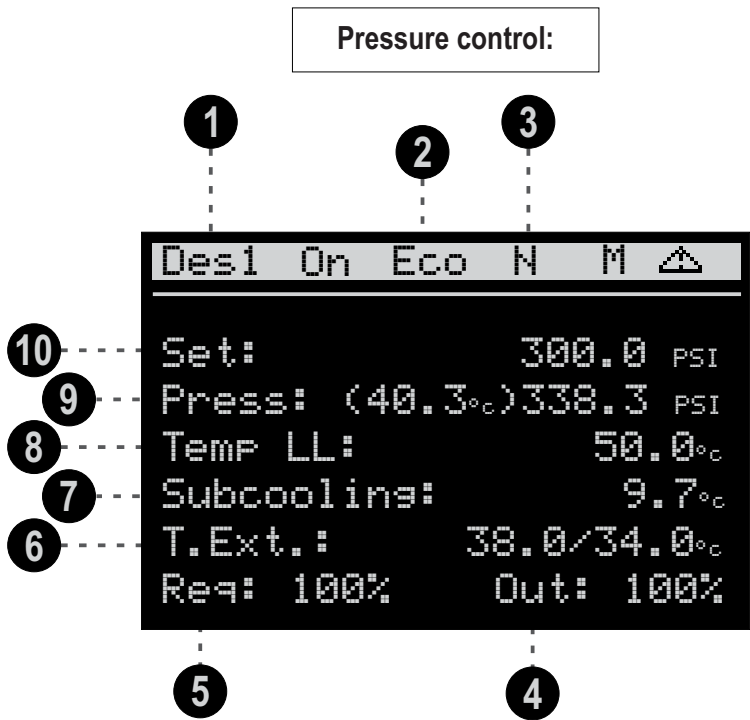 Pressure control:
1
2
3
Des1 On Eco N M
10 Set: 300.0 PSI
9 Press: (40.3°c)338.3 PSI
8 Temp LL: 50.0°c
7 Subcooling: 9.7°c
6 T.Ext.: 38.0/34.0°c
Req: 100% Out: 100%
5
4